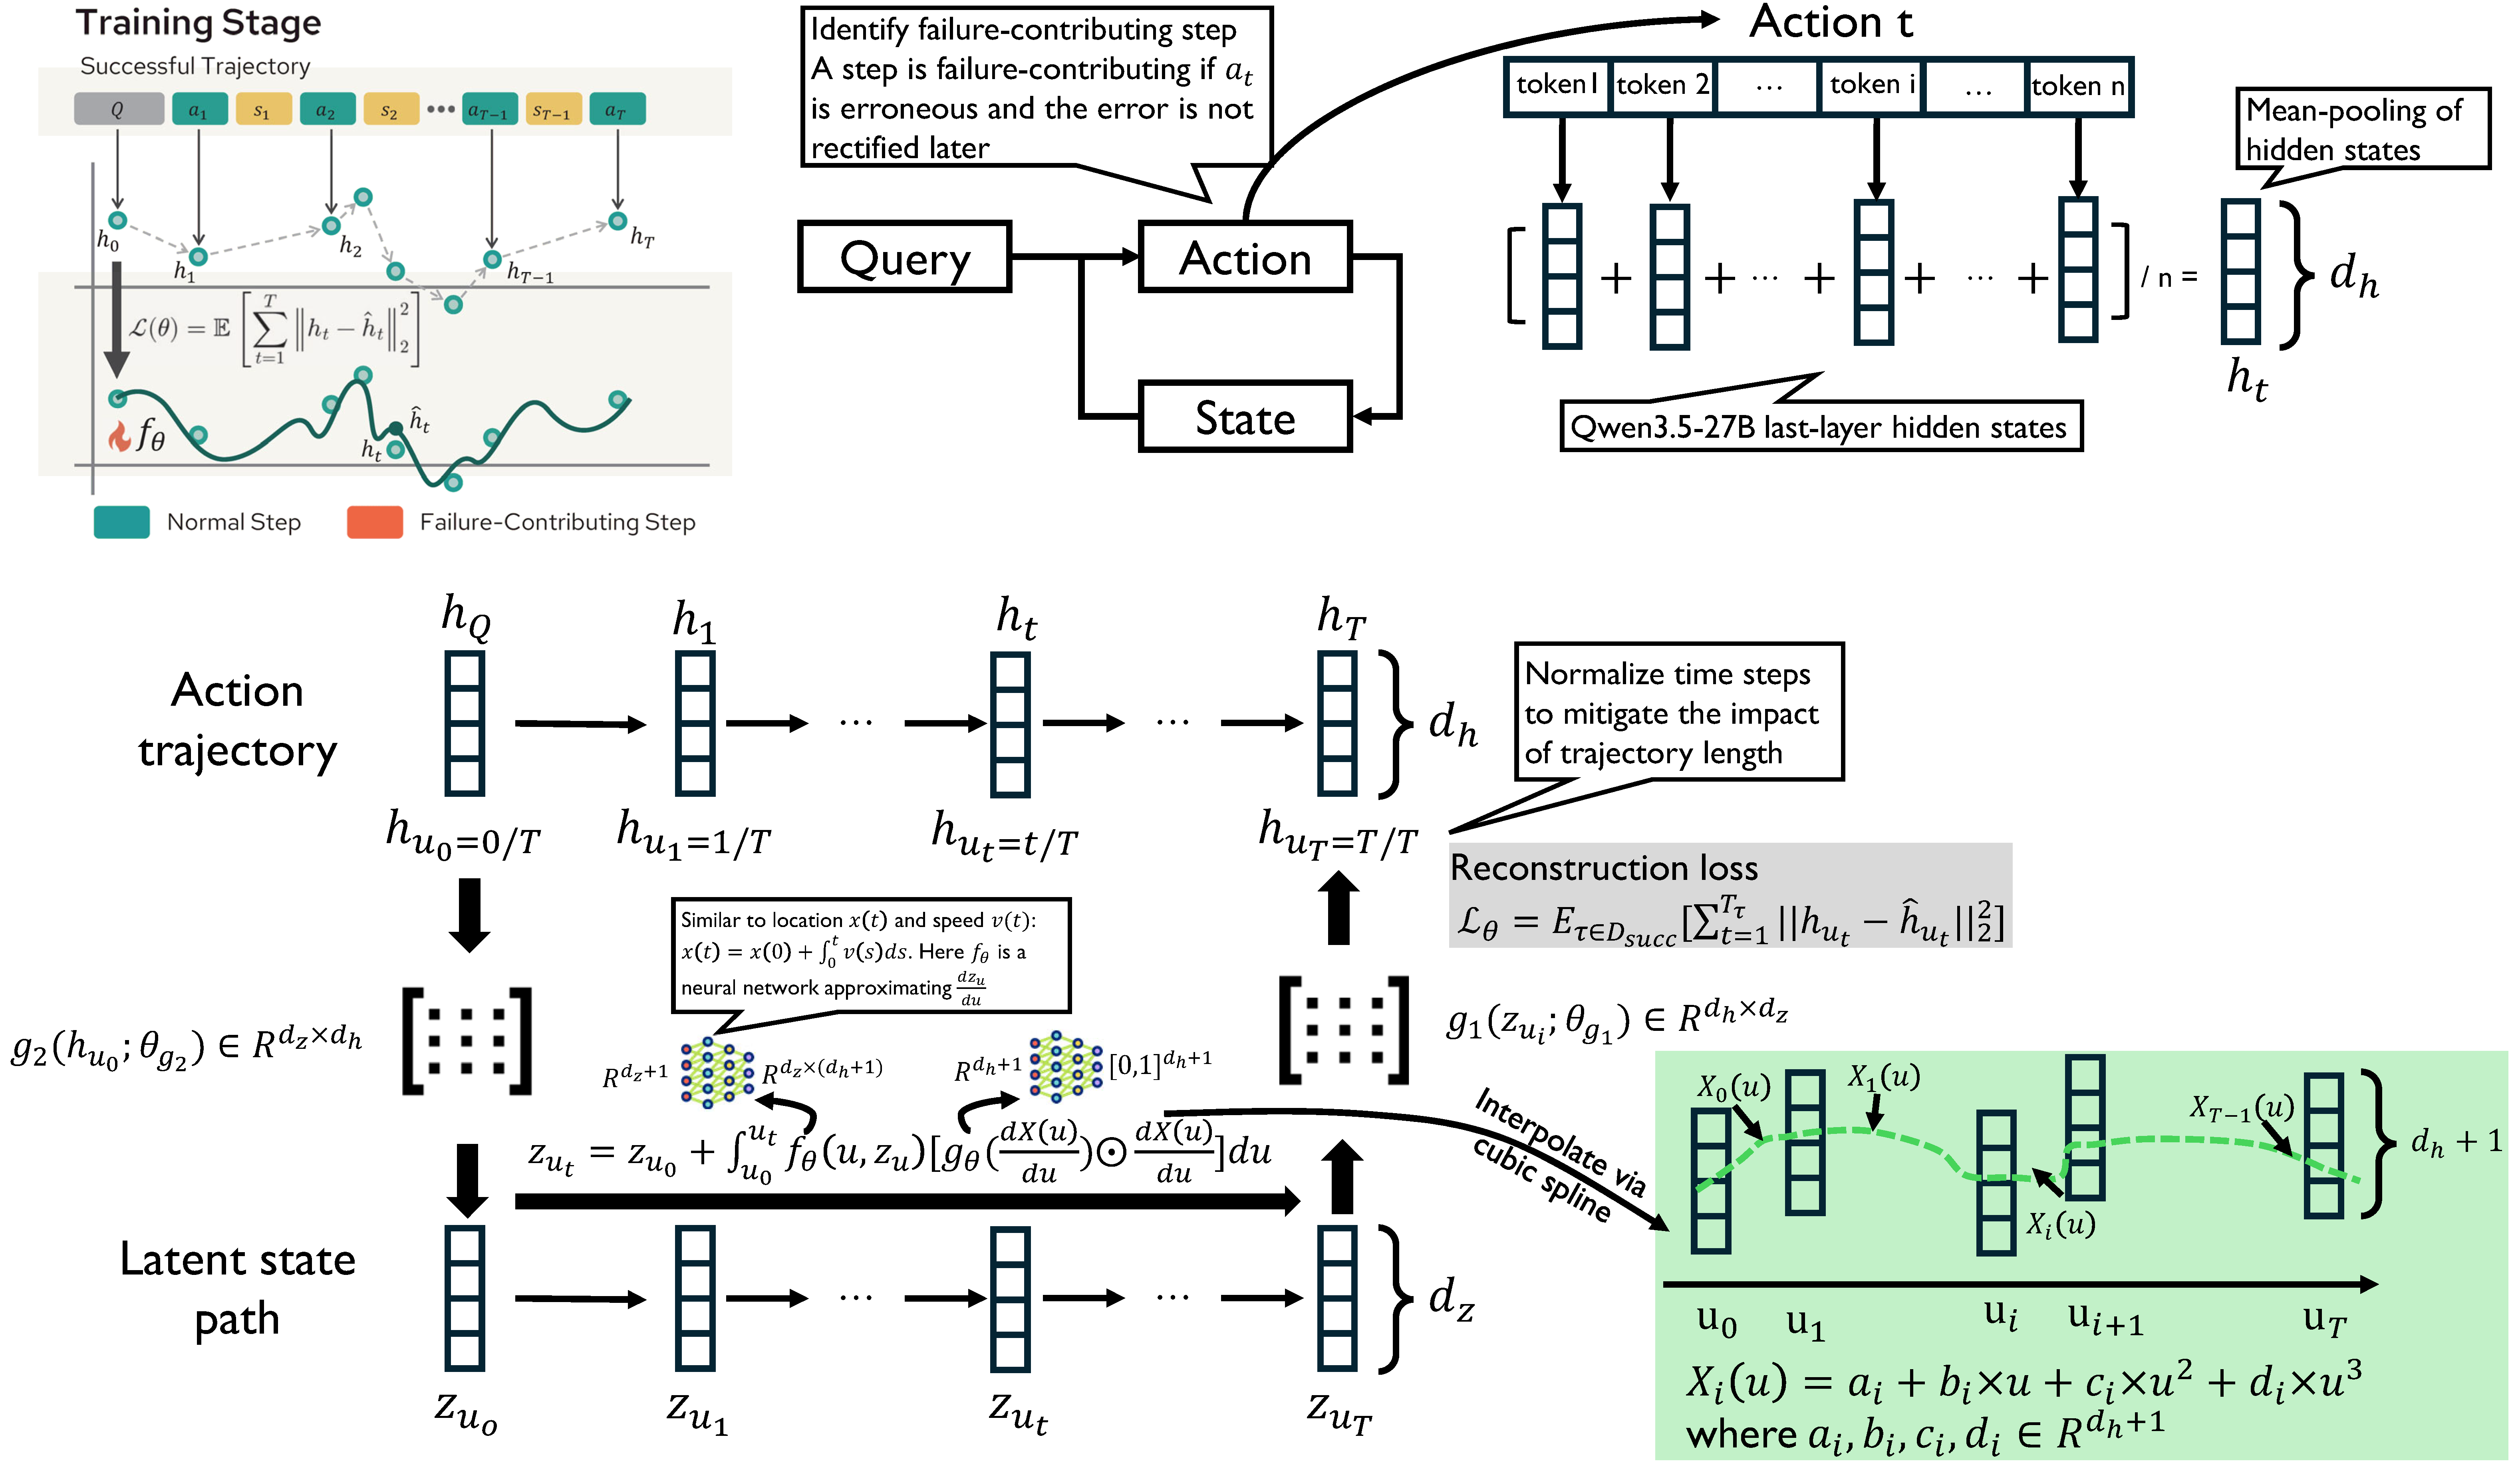 Training Stage
Successful Trajectory
Q a₁ s₁ a₂ s₂ ••• a_{T−1} s_{T−1} a_T
h₀ h₁ h₂ h_{T−1} h_T
ℒ(θ) = 𝔼 [∑_{t=1}^{T} ‖h_t − ĥ_t‖₂²]
f_θ
ĥ_t
h_t
Normal Step
Failure-Contributing Step
Identify failure-contributing step
A step is failure-contributing if a_t
is erroneous and the error is not
rectified later
Query
Action
State
Action t
token1 token 2 … token i … token n
Mean-pooling of
hidden states
[ + + … + + … + ] / n =
d_h
h_t
Qwen3.5-27B last-layer hidden states
Action
trajectory
h_Q h₁ h_t h_T
… …
d_h
h_{u₀=0/T} h_{u₁=1/T} h_{u_t=t/T} h_{u_T=T/T}
Normalize time steps
to mitigate the impact
of trajectory length
Reconstruction loss
ℒ_θ = E_{τ∈D_{succ}}[∑_{t=1}^{T_τ} ||h_{u_t} − ĥ_{u_t}||₂²]
Similar to location x(t) and speed v(t):
x(t) = x(0) + ∫₀ᵗ v(s)ds. Here f_θ is a
neural network approximating dz_u/du
g₂(h_{u₀}; θ_{g₂}) ∈ R^{d_z×d_h}
g₁(z_{u_i}; θ_{g₁}) ∈ R^{d_h×d_z}
R^{d_z+1} R^{d_z×(d_h+1)} R^{d_h+1} [0,1]^{d_h+1}
z_{u_t} = z_{u₀} + ∫_{u₀}^{u_t} f_θ(u, z_u)[g_θ(dX(u)/du)⊙dX(u)/du]du
Interpolate via
cubic spline
Latent state
path
… …
d_z
z_{u_o} z_{u₁} z_{u_t} z_{u_T}
X₀(u) X₁(u) X_i(u) X_{T−1}(u)
d_h + 1
u₀ u₁ u_i u_{i+1} u_T
X_i(u) = a_i + b_i×u + c_i×u² + d_i×u³
where a_i, b_i, c_i, d_i ∈ R^{d_h+1}